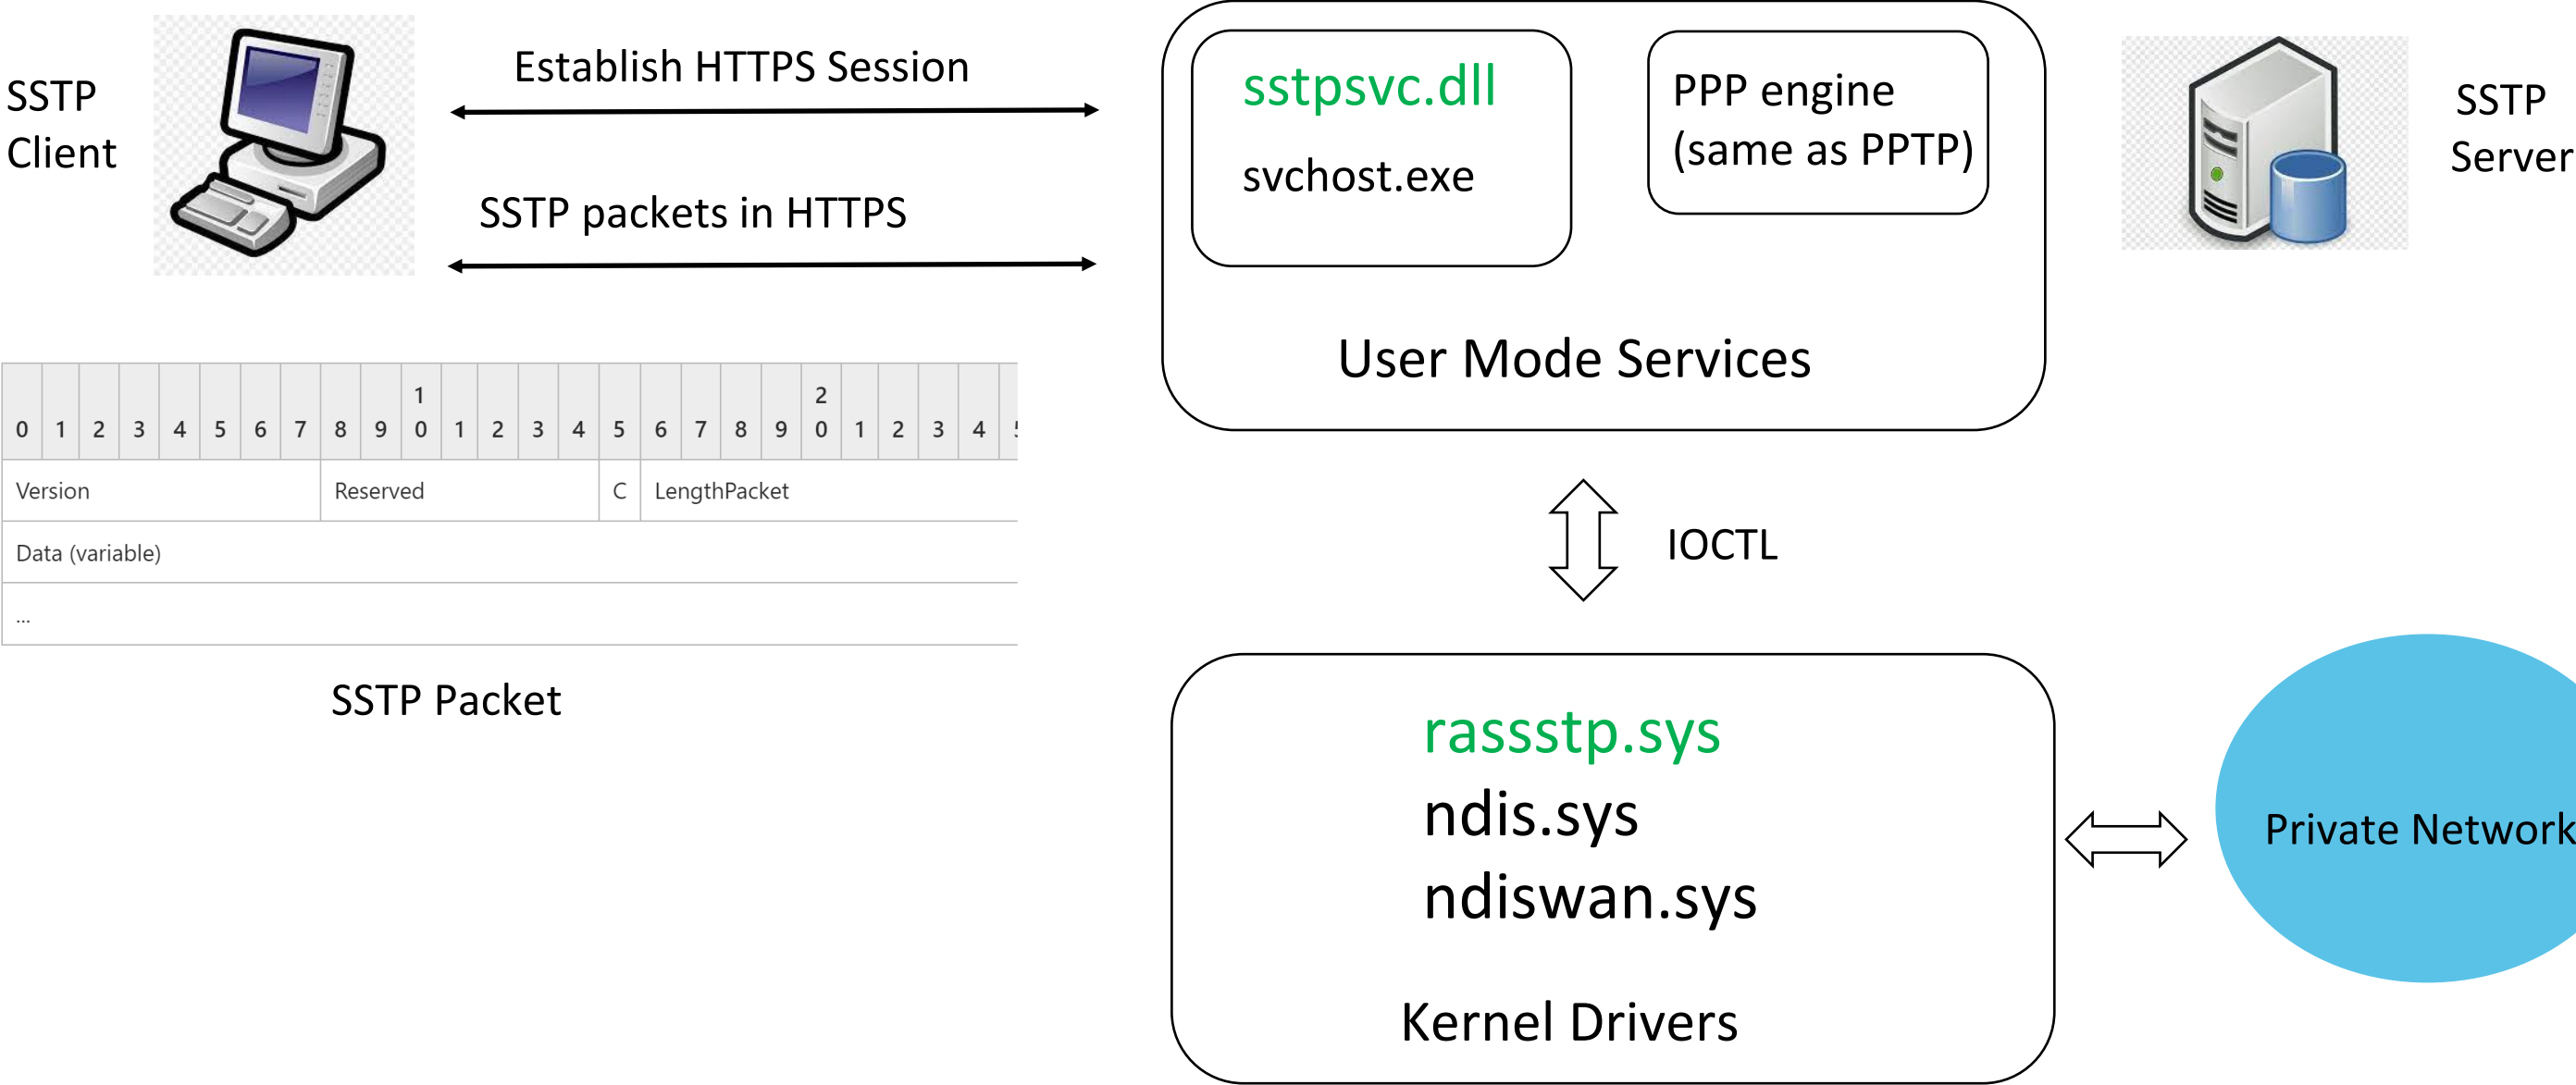 SSTP
Client
Establish HTTPS Session
SSTP packets in HTTPS
sstpsvc.dll
svchost.exe
PPP engine
(same as PPTP)
User Mode Services
SSTP
Server
1 2
0 1 2 3 4 5 6 7 8 9 0 1 2 3 4 5 6 7 8 9 0 1 2 3 4
Version Reserved C LengthPacket
Data (variable)
...
SSTP Packet
IOCTL
rassstp.sys
ndis.sys
ndiswan.sys
Kernel Drivers
Private Network